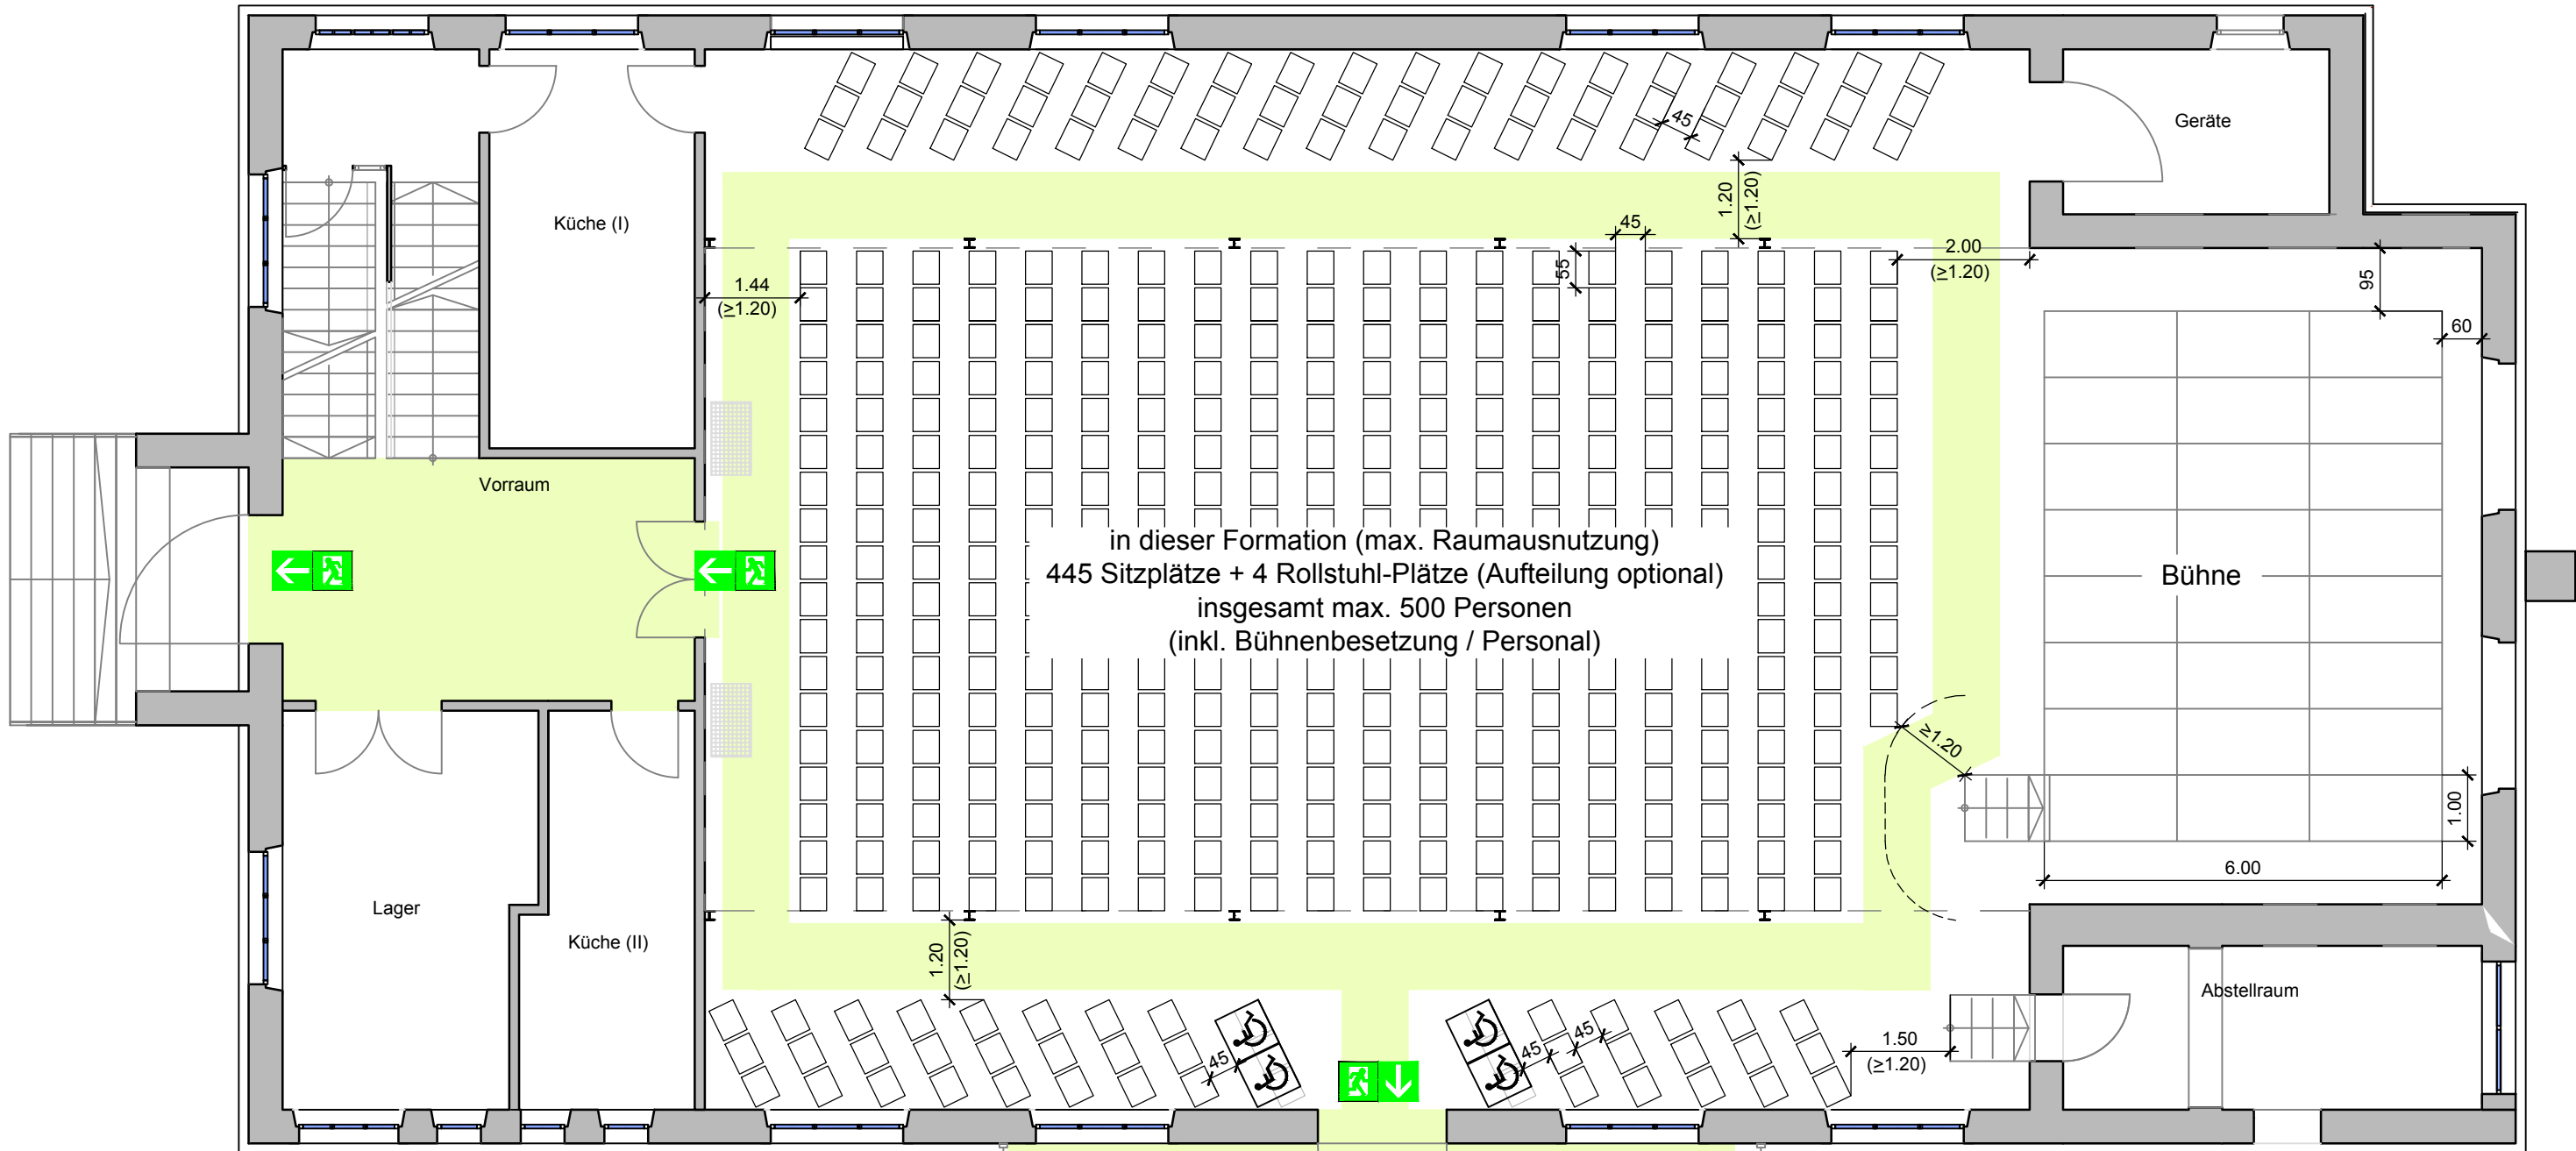 Geräte
45
1.20
(≥1.20)
Küche (I)
45
2.00
(≥1.20)
55
95
1.44
(≥1.20)
60
Vorraum
in dieser Formation (max. Raumausnutzung)
445 Sitzplätze + 4 Rollstuhl-Plätze (Aufteilung optional)
insgesamt max. 500 Personen
(inkl. Bühnenbesetzung / Personal)
Bühne
≥1.20
1.00
6.00
Lager
Küche (II)
1.20
(≥1.20)
Abstellraum
45
45
45
1.50
(≥1.20)